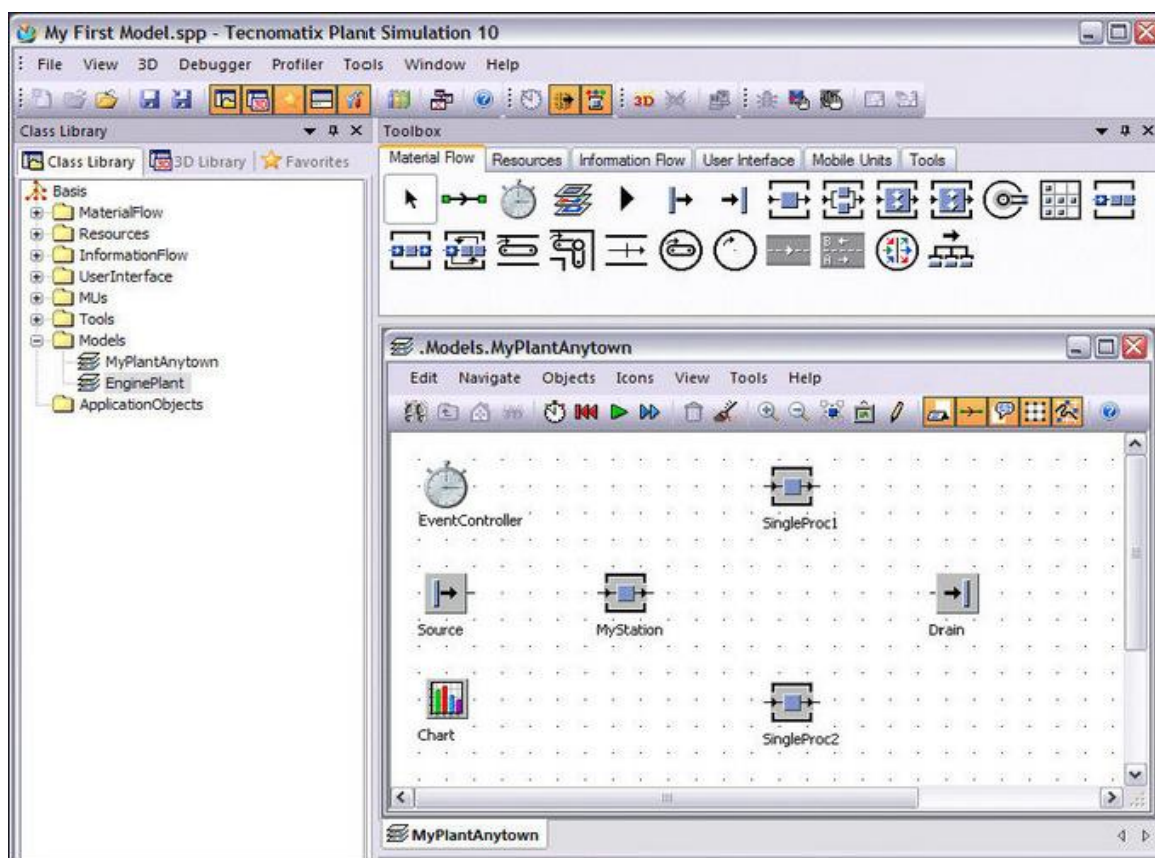 My First Model.spp - Tecnomatix Plant Simulation 10
File View 3D Debugger Profiler Tools Window Help
3D
Class Library
Toolbox
Class Library 3D Library Favorites
Material Flow Resources Information Flow User Interface Mobile Units Tools
Basis
MaterialFlow
Resources
InformationFlow
UserInterface
MUs
Tools
Models
MyPlantAnytown
EnginePlant
ApplicationObjects
.Models.MyPlantAnytown
Edit Navigate Objects Icons View Tools Help
EventController
SingleProc1
Source
MyStation
Drain
Chart
SingleProc2
MyPlantAnytown